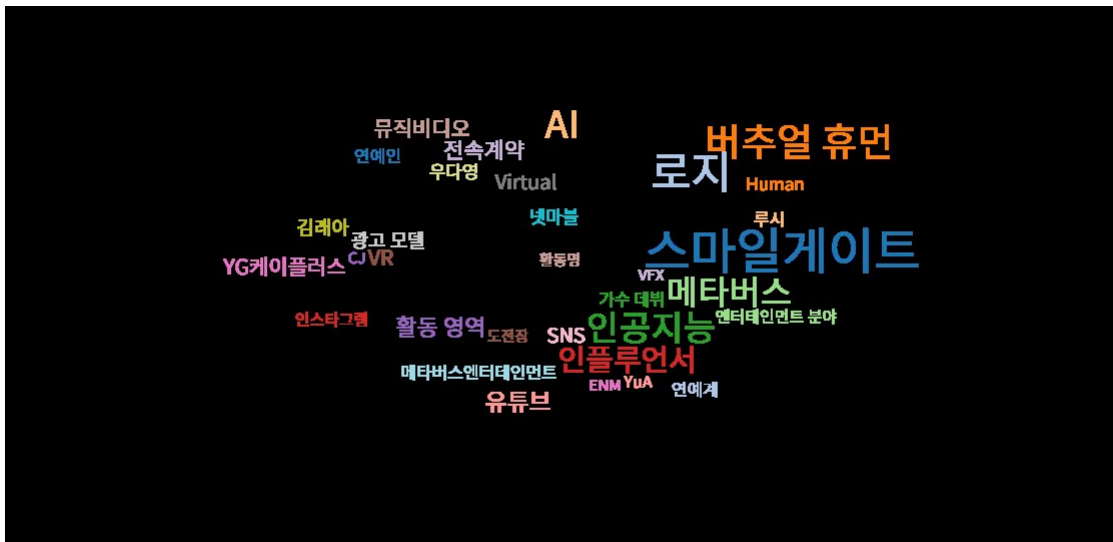 AI
뮤직비디오
버추얼 휴먼
전속계약
연예인
우다영
로지
Virtual
Human
넷마블
루시
김래아
광고 모델
스마일게이트
CJ
VR
활동명
YG케이플러스
VFX
메타버스
가수 데뷔
엔터테인먼트 분야
인스타그램
활동 영역
인공지능
도전장
SNS
인플루언서
메타버스엔터테인먼트
ENM
YuA
연예계
유튜브